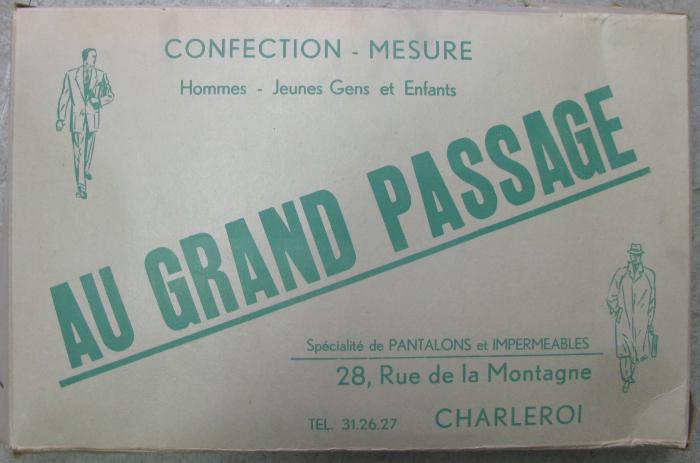 CONFECTION - MESURE
Hommes - Jeunes Gens et Enfants
AU GRAND PASSAGE
Spécialité de PANTALONS et IMPERMEABLES
28, Rue de la Montagne
TEL. 31.26.27 CHARLEROI